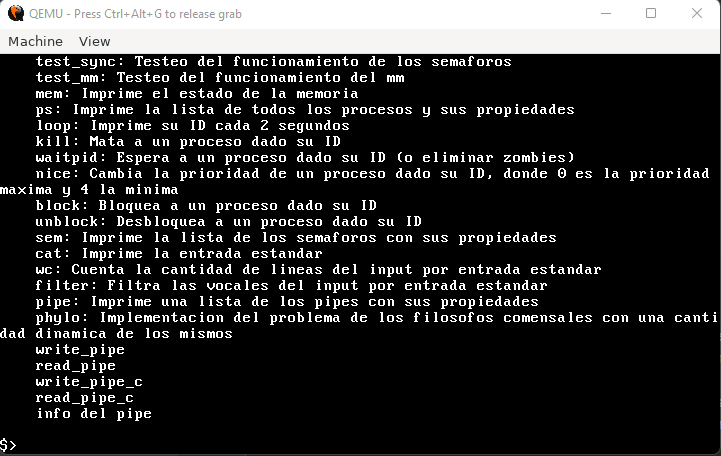 QEMU - Press Ctrl+Alt+G to release grab
Machine View
test_sync: Testeo del funcionamiento de los semaforos
test_mm: Testeo del funcionamiento del mm
mem: Imprime el estado de la memoria
ps: Imprime la lista de todos los procesos y sus propiedades
loop: Imprime su ID cada 2 segundos
kill: Mata a un proceso dado su ID
waitpid: Espera a un proceso dado su ID (o eliminar zombies)
nice: Cambia la prioridad de un proceso dado su ID, donde 0 es la prioridad
maxima y 4 la minima
block: Bloquea a un proceso dado su ID
unblock: Desbloquea a un proceso dado su ID
sem: Imprime la lista de los semaforos con sus propiedades
cat: Imprime la entrada estandar
wc: Cuenta la cantidad de lineas del input por entrada estandar
filter: Filtra las vocales del input por entrada estandar
pipe: Imprime una lista de los pipes con sus propiedades
phylo: Implementacion del problema de los filosofos comensales con una canti
dad dinamica de los mismos
write_pipe
read_pipe
write_pipe_c
read_pipe_c
info del pipe
$>